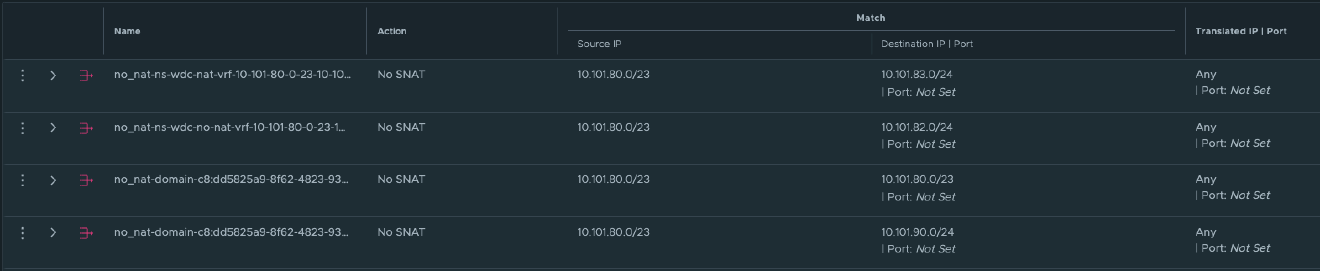 Match
Name Action Source IP Destination IP | Port Translated IP | Port
no_nat-ns-wdc-nat-vrf-10-101-80-0-23-10-10... No SNAT 10.101.80.0/23 10.101.83.0/24 Any
| Port: Not Set | Port: Not Set
no_nat-ns-wdc-no-nat-vrf-10-101-80-0-23-1... No SNAT 10.101.80.0/23 10.101.82.0/24 Any
| Port: Not Set | Port: Not Set
no_nat-domain-c8:dd5825a9-8f62-4823-93... No SNAT 10.101.80.0/23 10.101.80.0/23 Any
| Port: Not Set | Port: Not Set
no_nat-domain-c8:dd5825a9-8f62-4823-93... No SNAT 10.101.80.0/23 10.101.90.0/24 Any
| Port: Not Set | Port: Not Set